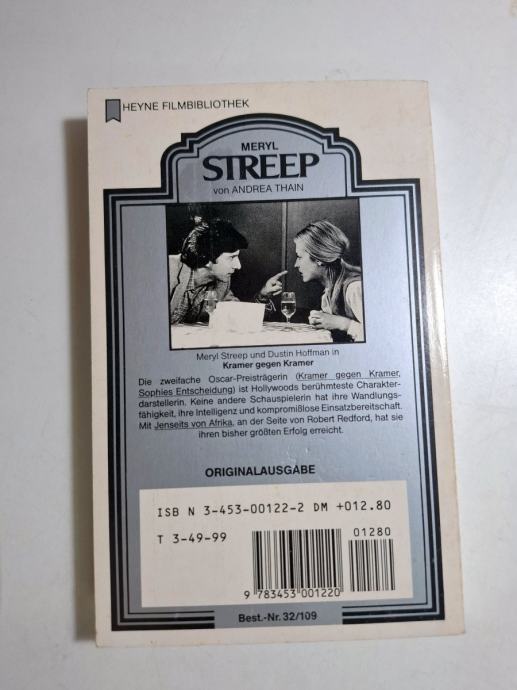 HEYNE FILMBIBLIOTHEK
MERYL
STREEP
von ANDREA THAIN
Meryl Streep und Dustin Hoffman in
Kramer gegen Kramer
Die zweifache Oscar-Preisträgerin (Kramer gegen Kramer,
Sophies Entscheidung) ist Hollywoods berühmteste Charakter-
darstellerin. Keine andere Schauspielerin hat ihre Wandlungs-
fähigkeit, ihre Intelligenz und kompromißlose Einsatzbereitschaft.
Mit Jenseits von Afrika, an der Seite von Robert Redford, hat sie
ihren bisher größten Erfolg erreicht.
ORIGINALAUSGABE
ISB N 3-453-00122-2 DM +012.80
T 3-49-99
01280
9 783453 001220
Best.-Nr. 32/109